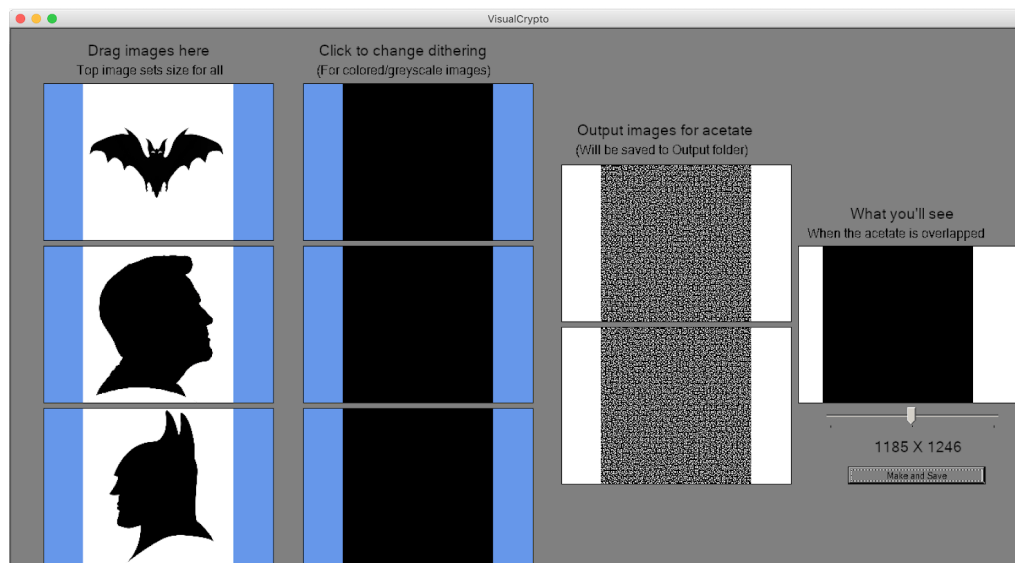 VisualCrypto
Drag images here
Top image sets size for all
Click to change dithering
(For colored/greyscale images)
Output images for acetate
(Will be saved to Output folder)
What you'll see
When the acetate is overlapped
1185 X 1246
Make and Save